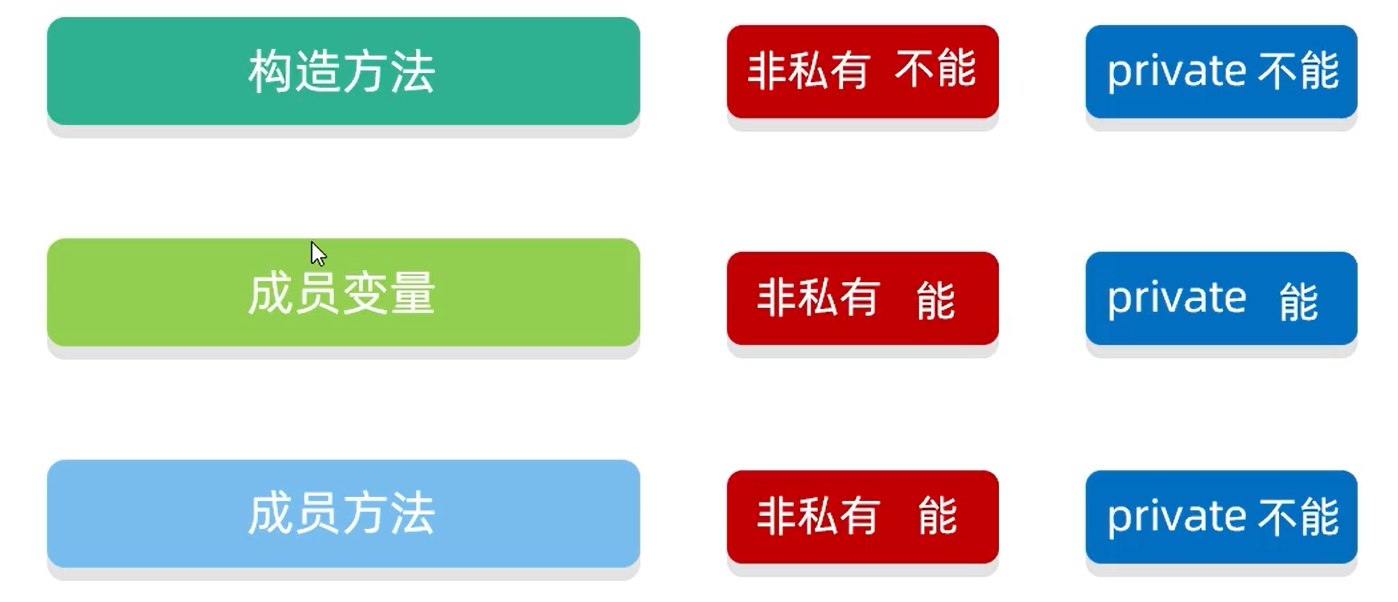 构造方法 非私有 不能 private 不能
成员变量 非私有 能 private 能
成员方法 非私有 能 private 不能